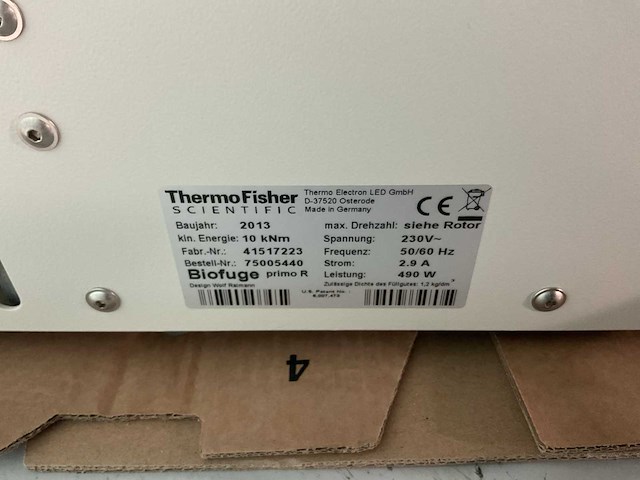 ThermoFisher
SCIENTIFIC
Thermo Electron LED GmbH
D-37520 Osterode
Made in Germany
CE
Baujahr: 2013 max. Drehzahl: siehe Rotor
kin. Energie: 10 kNm Spannung: 230V~
Fabr.-Nr.: 41517223 Frequenz: 50/60 Hz
Bestell-Nr.: 75005440 Strom: 2.9 A
Biofuge primo R Leistung: 490 W
Design Wolf Reimann Zulässige Dichte des Füllgutes: 1,2 kg/dm³
U.S. Patent No.
4